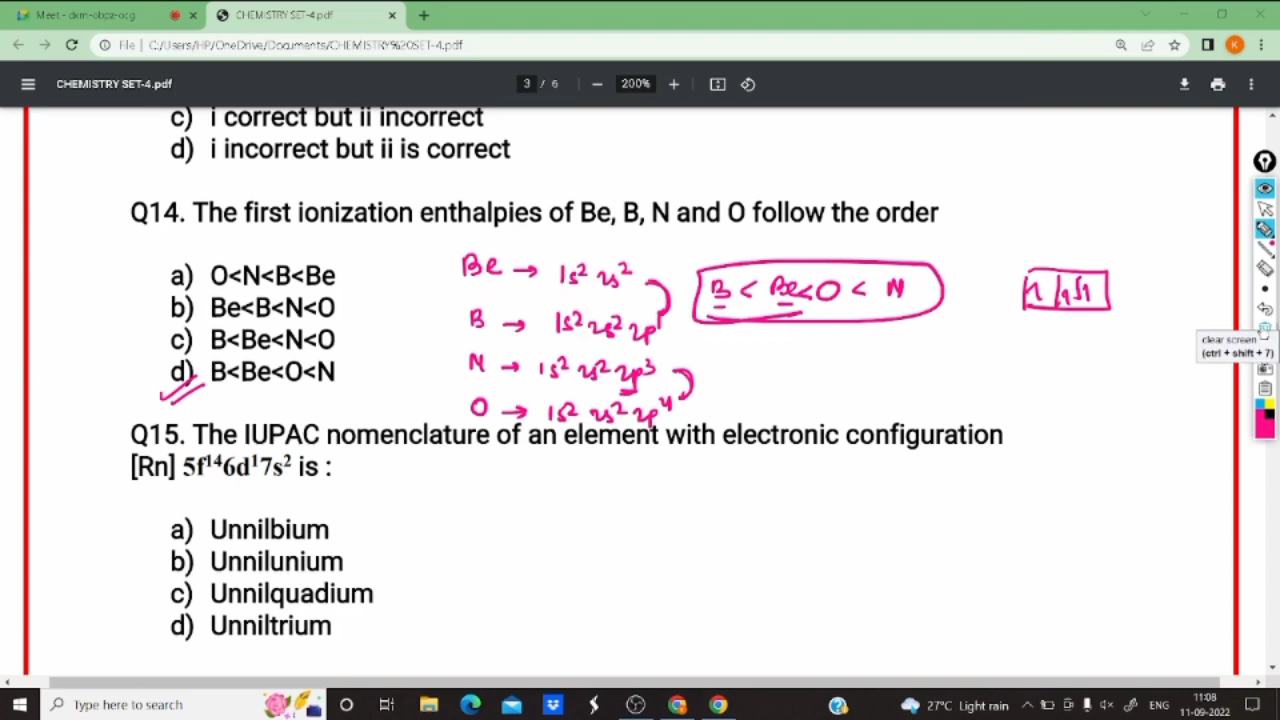 Meet - dxm-obpz-ocg
CHEMISTRY SET-4.pdf
File | C:/Users/HP/OneDrive/Documents/CHEMISTRY%20SET-4.pdf
CHEMISTRY SET-4.pdf
3 / 6
200%
c) i correct but ii incorrect
d) i incorrect but ii is correct
Q14. The first ionization enthalpies of Be, B, N and O follow the order
a) O<N<B<Be
b) Be<B<N<O
c) B<Be<N<O
d) B<Be<O<N
Be → 1s² 2s²
B → 1s² 2s² 2p¹
N → 1s² 2s² 2p³
O → 1s² 2s² 2p⁴
B < Be < O < N
clear screen
(ctrl + shift + 7)
Q15. The IUPAC nomenclature of an element with electronic configuration
[Rn] 5f¹⁴6d¹7s² is :
a) Unnilbium
b) Unnilunium
c) Unnilquadium
d) Unniltrium
Type here to search
27°C Light rain
ENG
11:08
11-09-2022